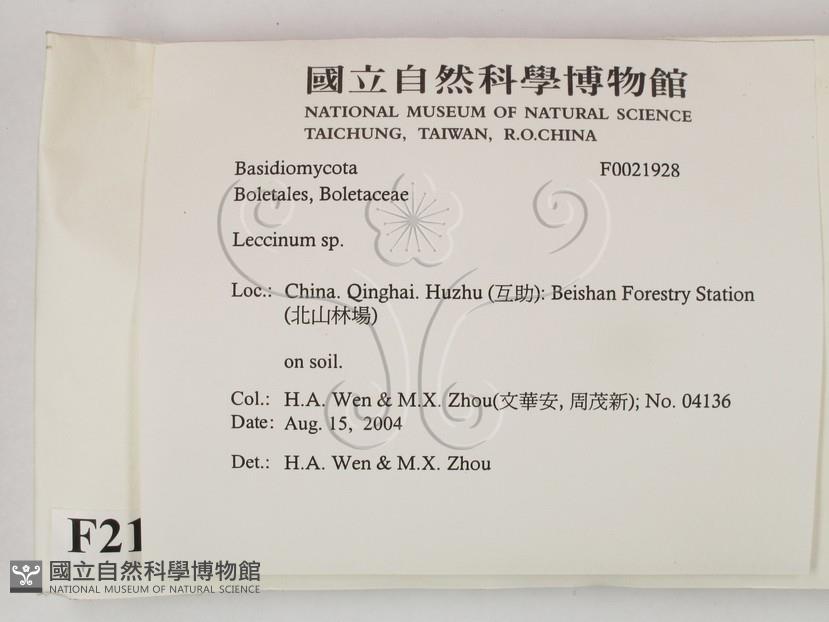 國立自然科學博物館
NATIONAL MUSEUM OF NATURAL SCIENCE
TAICHUNG, TAIWAN, R.O.CHINA
Basidiomycota F0021928
Boletales, Boletaceae
Leccinum sp.
Loc.: China. Qinghai. Huzhu (互助): Beishan Forestry Station
(北山林場)
on soil.
Col.: H.A. Wen & M.X. Zhou(文華安, 周茂新); No. 04136
Date: Aug. 15, 2004
Det.: H.A. Wen & M.X. Zhou
F21
國立自然科學博物館
NATIONAL MUSEUM OF NATURAL SCIENCE